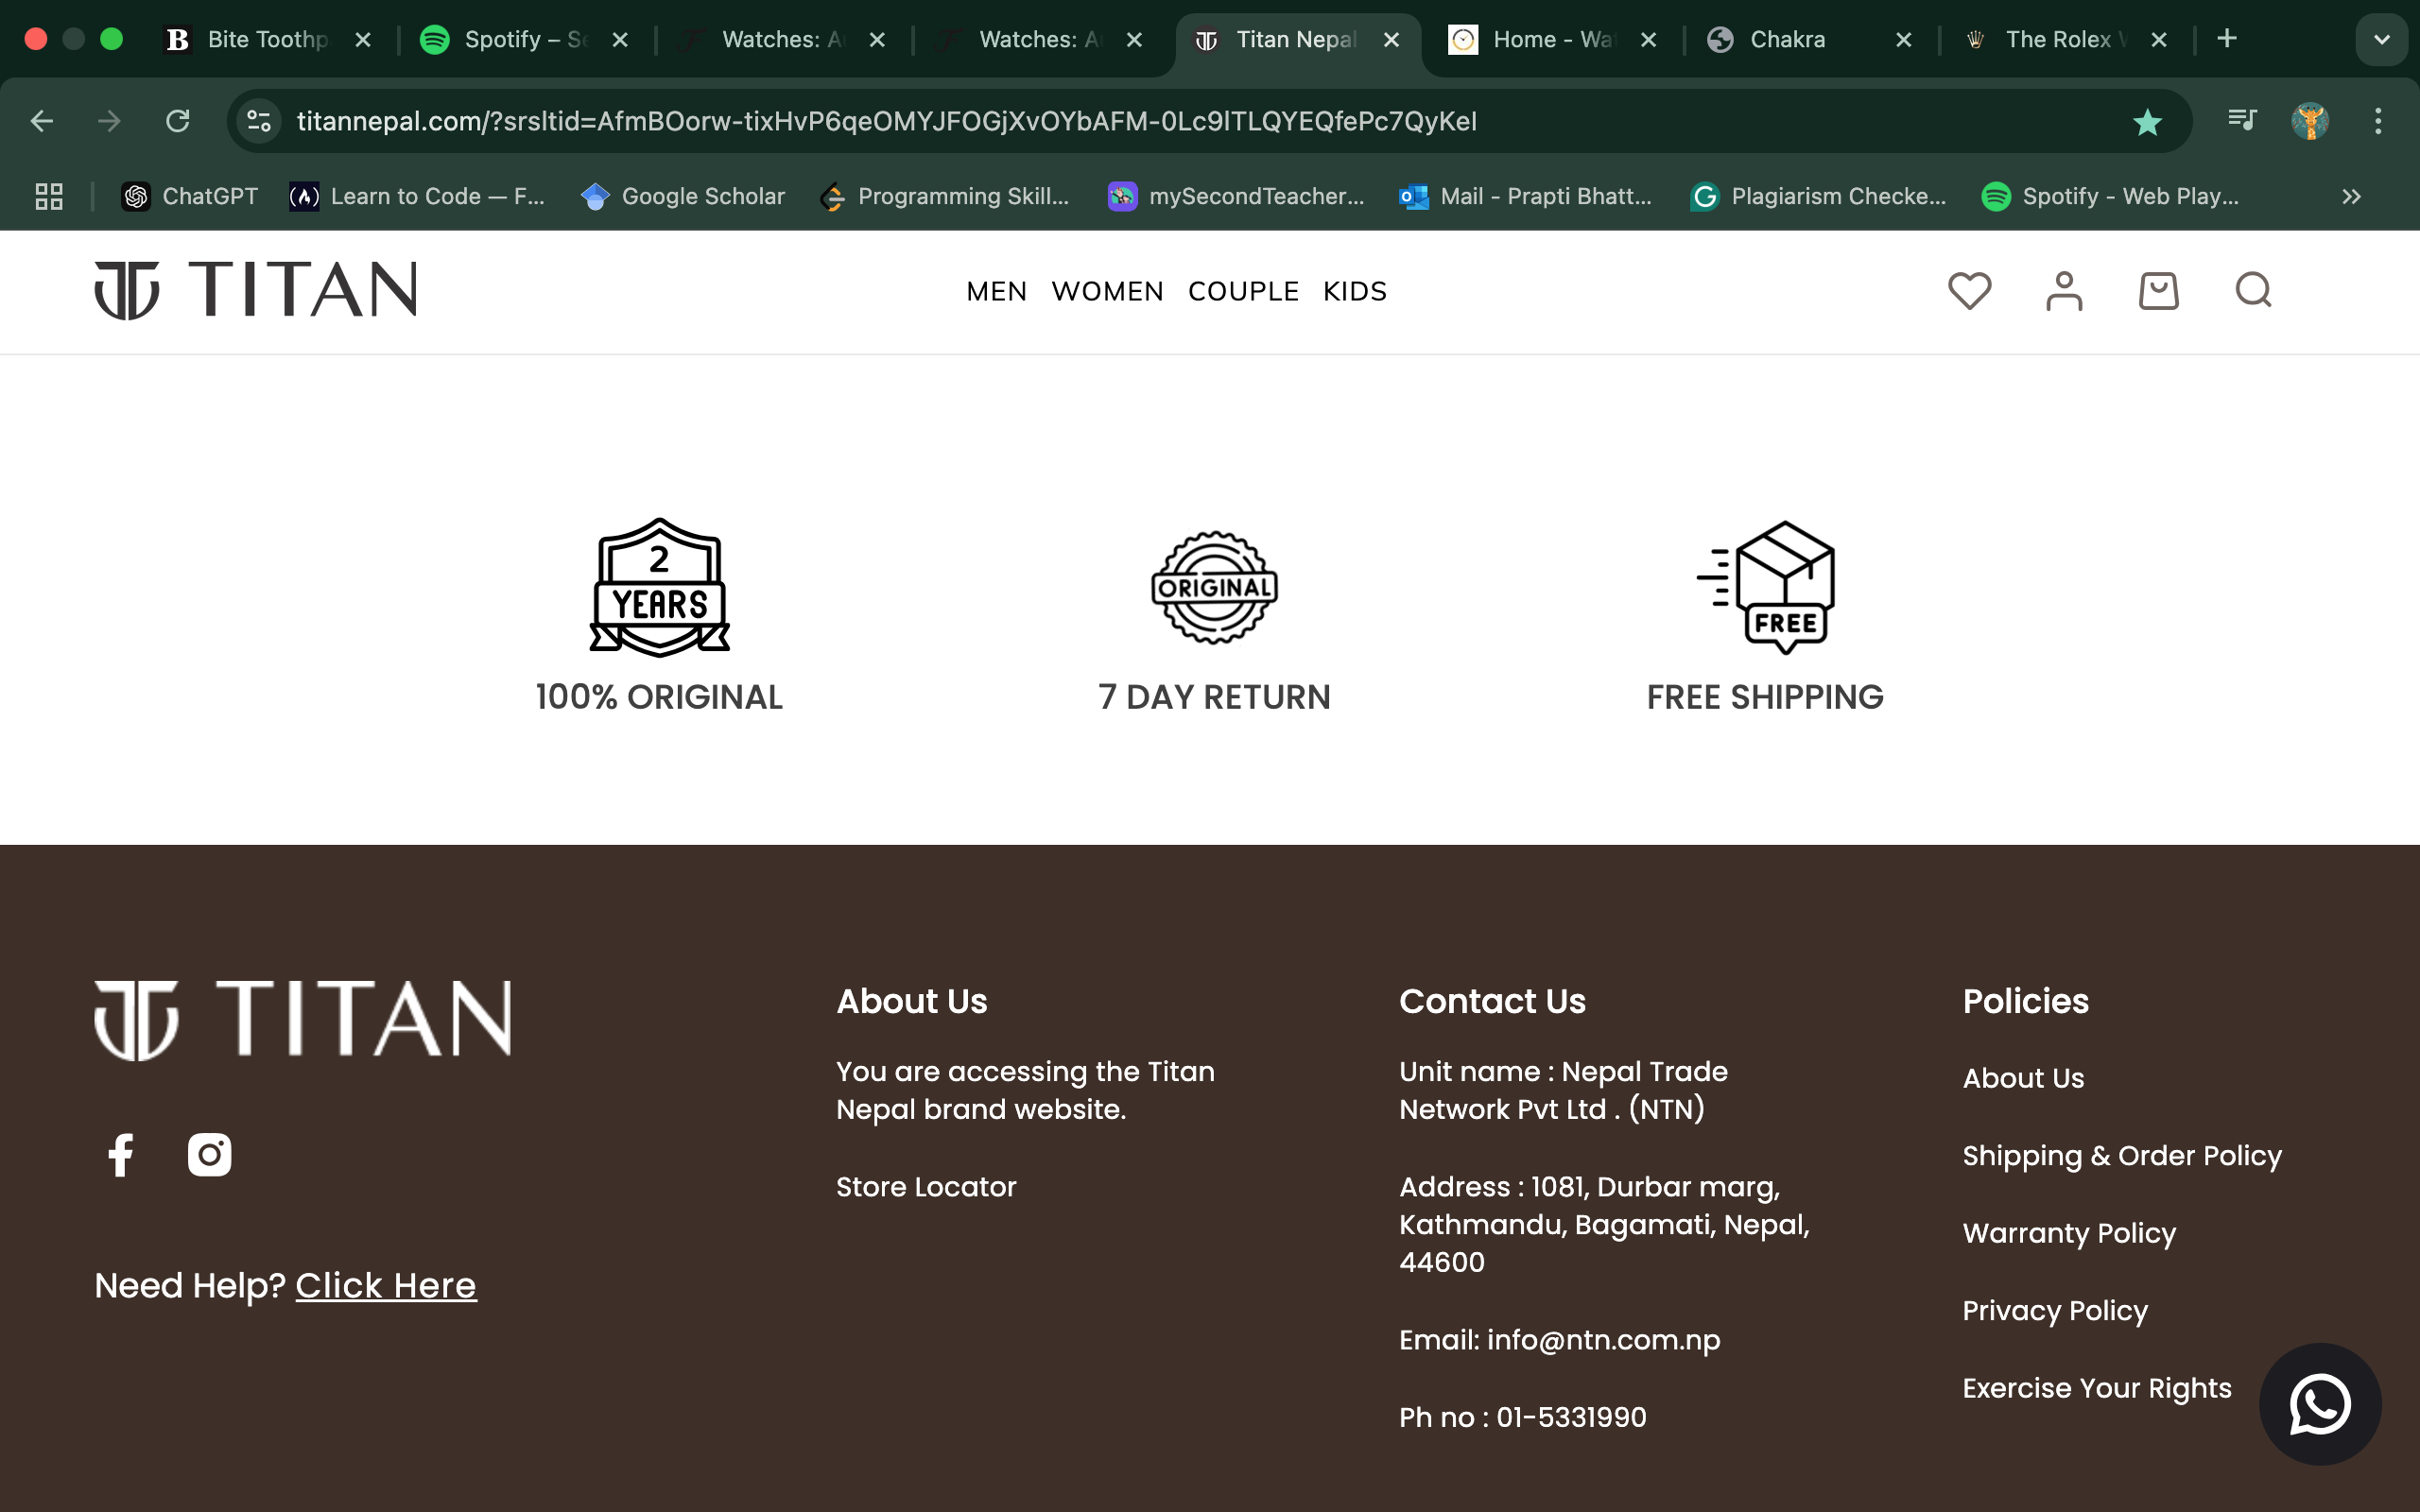 Bite Toothp
Spotify – Se
Watches: A
Watches: A
Titan Nepal
Home - Wat
Chakra
The Rolex W
titannepal.com/?srsltid=AfmBOorw-tixHvP6qeOMYJFOGjXvOYbAFM-0Lc9lTLQYEQfePc7QyKeI
ChatGPT
Learn to Code — F...
Google Scholar
Programming Skill...
mySecondTeacher...
Mail - Prapti Bhatt...
Plagiarism Checke...
Spotify - Web Play...
TITAN
MEN WOMEN COUPLE KIDS
2
YEARS
100% ORIGINAL
ORIGINAL
7 DAY RETURN
FREE
FREE SHIPPING
TITAN
Need Help? Click Here
About Us
You are accessing the Titan
Nepal brand website.
Store Locator
Contact Us
Unit name : Nepal Trade
Network Pvt Ltd . (NTN)
Address : 1081, Durbar marg,
Kathmandu, Bagamati, Nepal,
44600
Email: info@ntn.com.np
Ph no : 01-5331990
Policies
About Us
Shipping & Order Policy
Warranty Policy
Privacy Policy
Exercise Your Rights